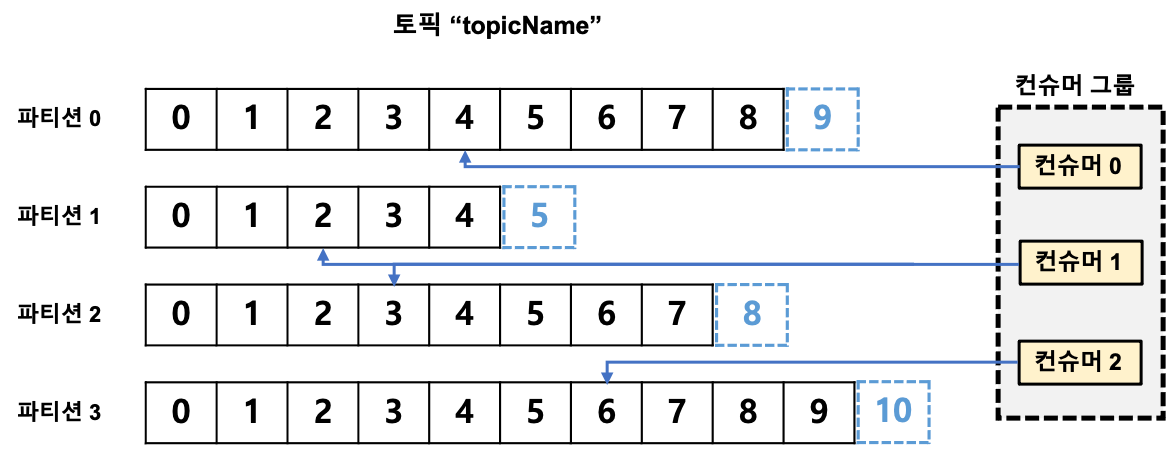 토픽 “topicName”
컨슈머 그룹
파티션 0 0 1 2 3 4 5 6 7 8 9
컨슈머 0
파티션 1 0 1 2 3 4 5
컨슈머 1
파티션 2 0 1 2 3 4 5 6 7 8
컨슈머 2
파티션 3 0 1 2 3 4 5 6 7 8 9 10